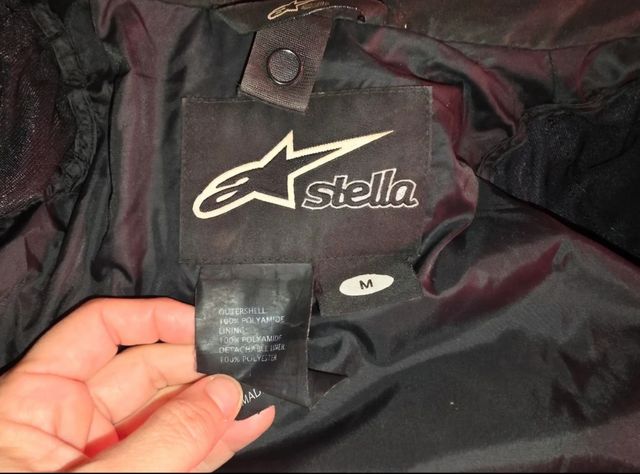 stella
M
OUTERSHELL
100% POLYAMIDE
LINING:
100% POLYAMIDE
DETACHABLE LINER
100% POLYESTER